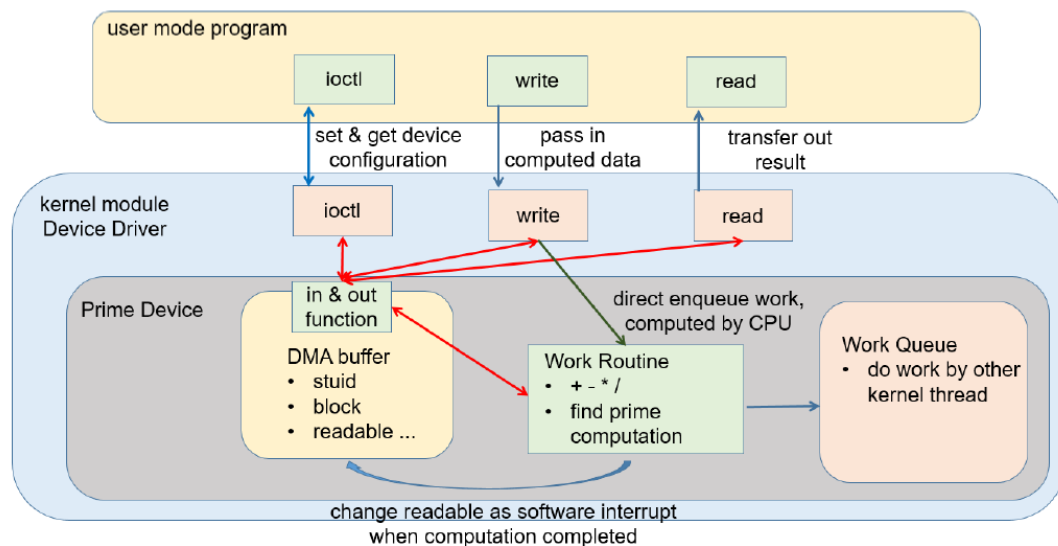 user mode program
ioctl
write
read
set & get device
configuration
pass in
computed data
transfer out
result
kernel module
Device Driver
ioctl
write
read
Prime Device
in & out
function
direct enqueue work,
computed by CPU
DMA buffer
• stuid
• block
• readable ...
Work Routine
• + - * /
• find prime
computation
Work Queue
• do work by other
kernel thread
change readable as software interrupt
when computation completed